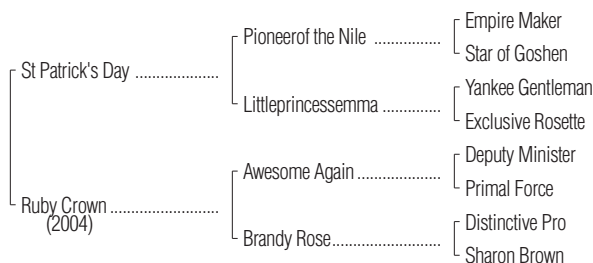 Empire Maker
Pioneerof the Nile ................
Star of Goshen
St Patrick's Day ....................
Yankee Gentleman
Littleprincessemma ..............
Exclusive Rosette
Deputy Minister
Awesome Again ....................
Primal Force
Ruby Crown ..........................
(2004)
Distinctive Pro
Brandy Rose..........................
Sharon Brown